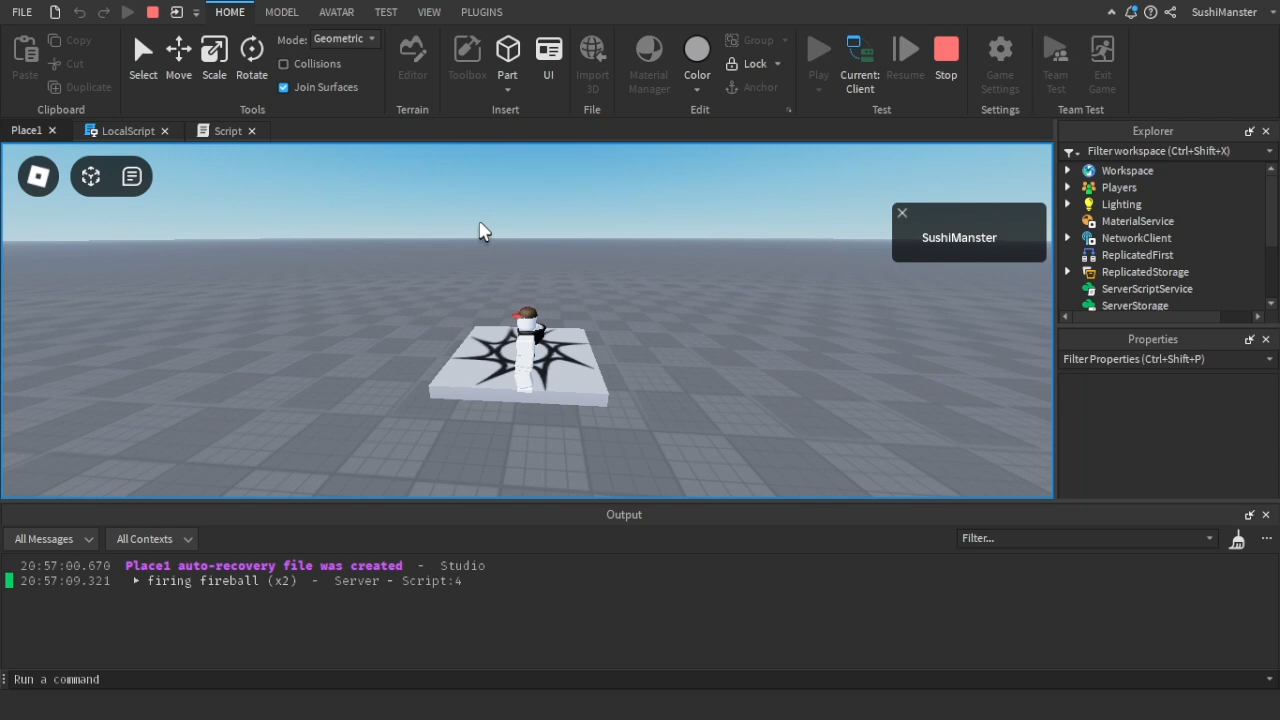 FILE HOME MODEL AVATAR TEST VIEW PLUGINS SushiManster
Paste Copy Cut Duplicate
Clipboard
Select Move Scale Rotate Mode: Geometric Collisions Join Surfaces
Tools
Editor
Terrain
Toolbox Part UI
Insert
Import 3D
File
Material Manager Color Group Lock Anchor
Edit
Play Current: Client Resume Stop
Test
Game Settings
Settings
Team Test Exit Game
Team Test
Place1 LocalScript Script
SushiManster
Explorer
Filter workspace (Ctrl+Shift+X)
Workspace
Players
Lighting
MaterialService
NetworkClient
ReplicatedFirst
ReplicatedStorage
ServerScriptService
ServerStorage
Properties
Filter Properties (Ctrl+Shift+P)
Output
All Messages All Contexts Filter...
20:57:00.670 Place1 auto-recovery file was created - Studio
20:57:09.321 firing fireball (x2) - Server - Script:4
Run a command